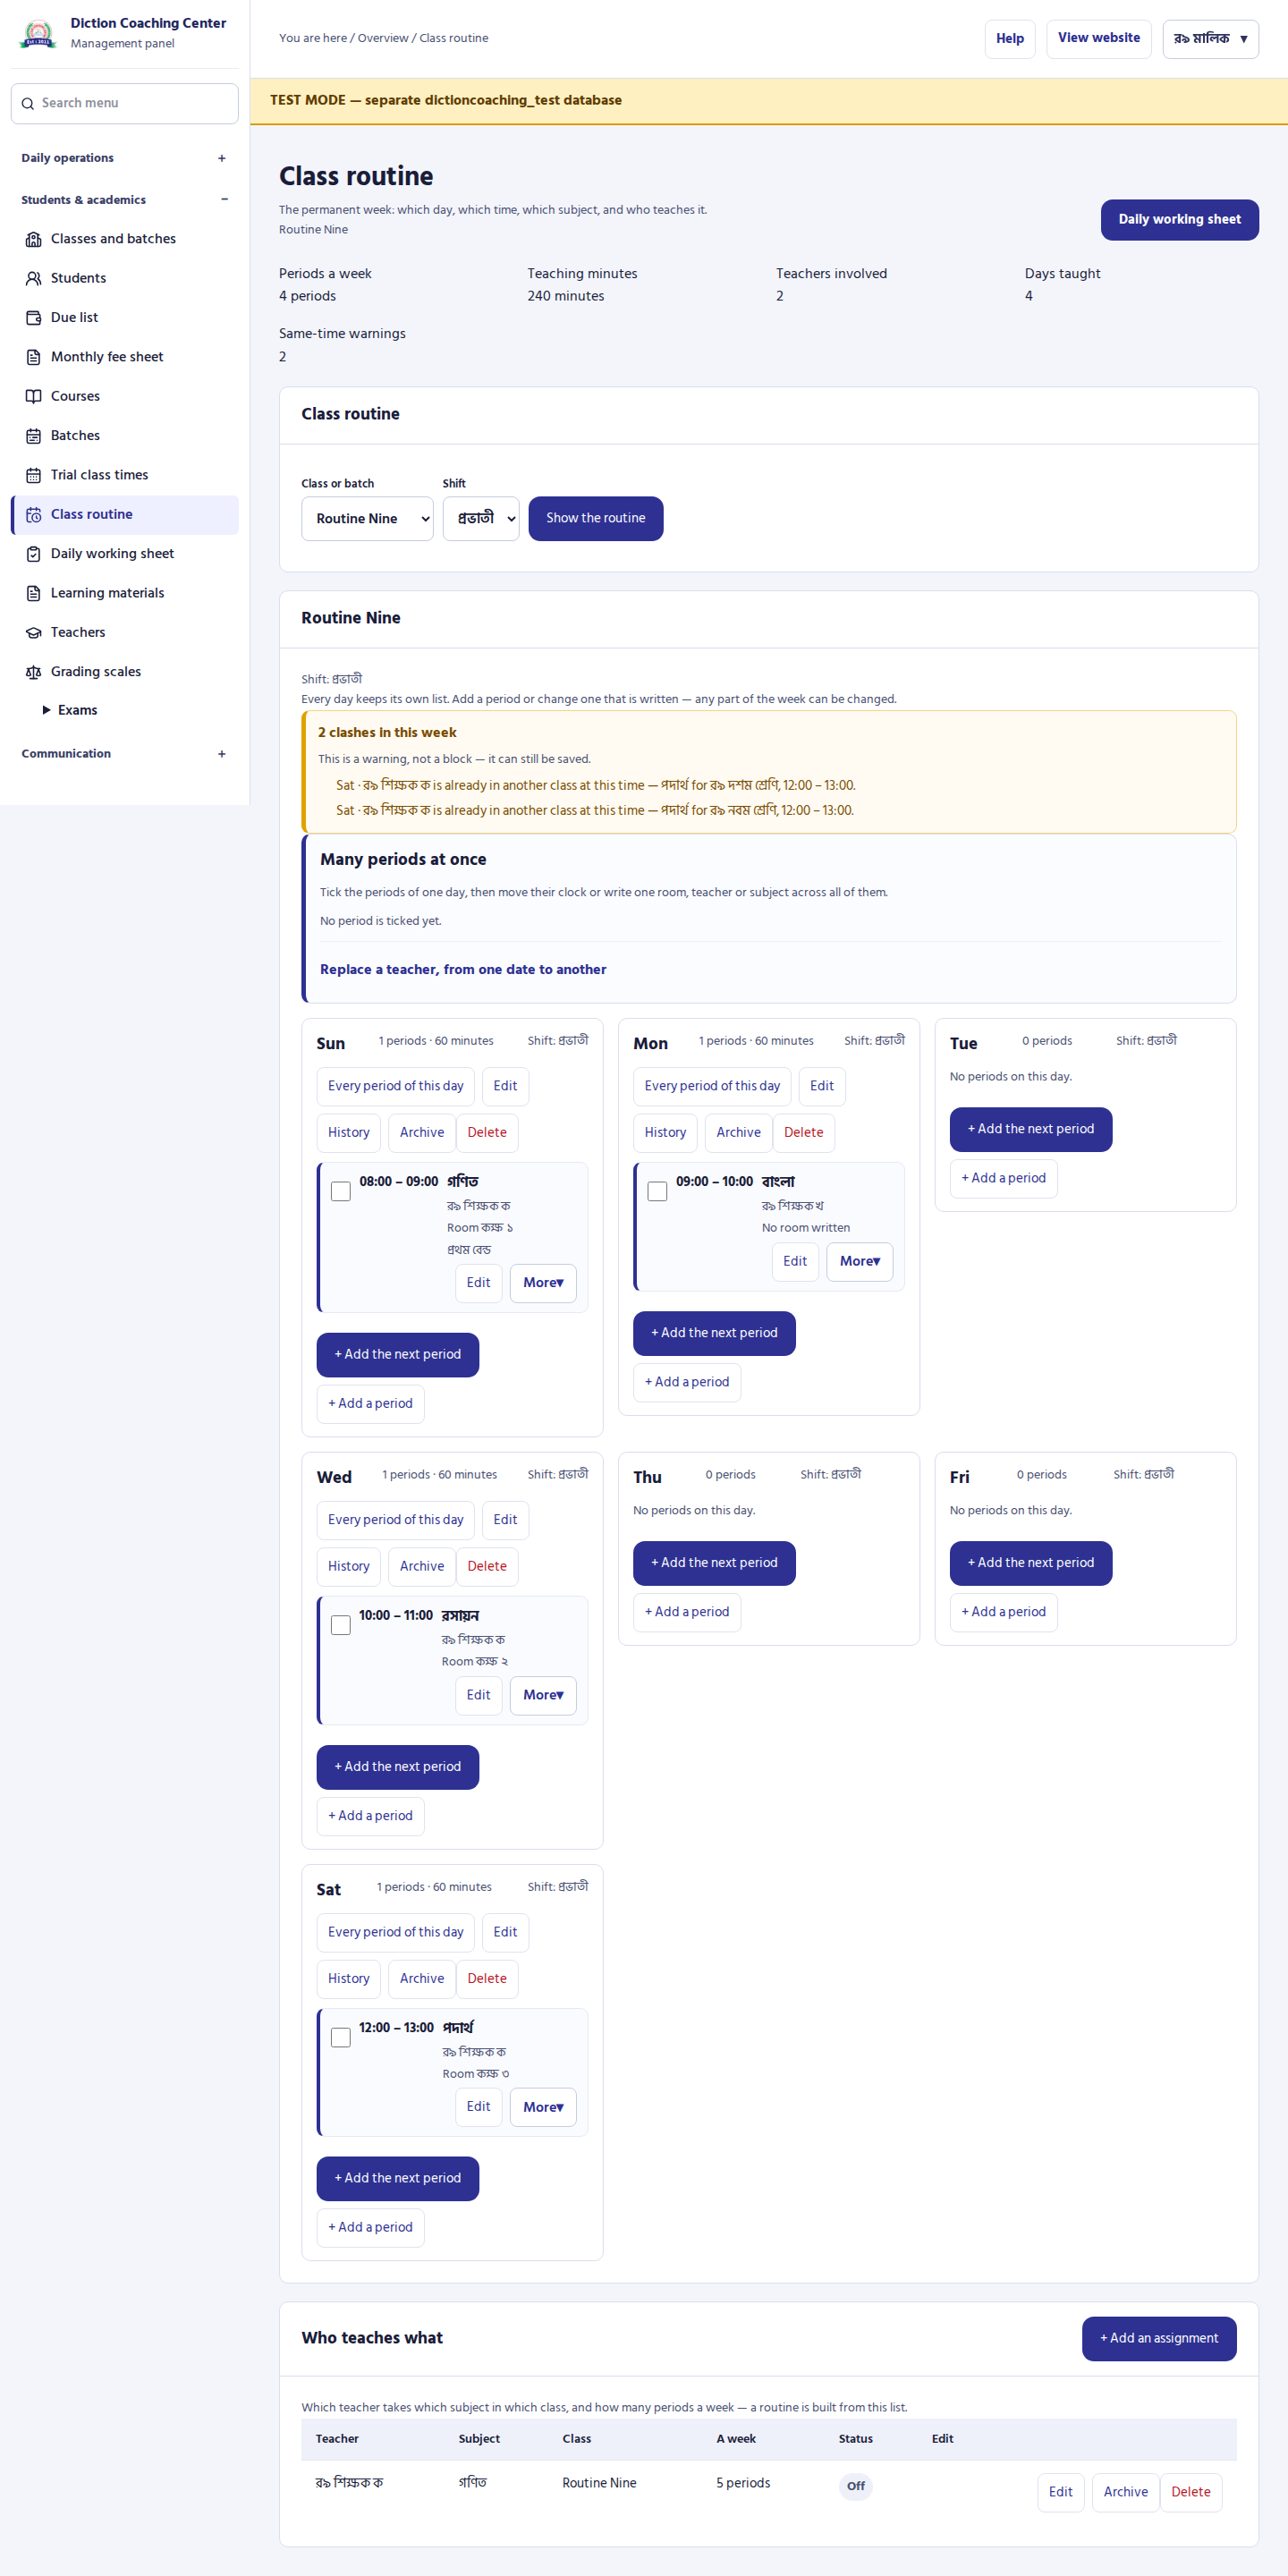 Diction Coaching Center
Management panel
Search menu
Daily operations +
Students & academics −
Classes and batches
Students
Due list
Monthly fee sheet
Courses
Batches
Trial class times
Class routine
Daily working sheet
Learning materials
Teachers
Grading scales
▶ Exams
Communication +
You are here / Overview / Class routine
Help
View website
র৯ মালিক ▼
TEST MODE — separate dictioncoaching_test database
Class routine
The permanent week: which day, which time, which subject, and who teaches it.
Routine Nine
Daily working sheet
Periods a week
4 periods
Teaching minutes
240 minutes
Teachers involved
2
Days taught
4
Same-time warnings
2
Class routine
Class or batch
Routine Nine
Shift
প্রভাতী
Show the routine
Routine Nine
Shift: প্রভাতী
Every day keeps its own list. Add a period or change one that is written — any part of the week can be changed.
2 clashes in this week
This is a warning, not a block — it can still be saved.
Sat · র৯ শিক্ষক ক is already in another class at this time — পদার্থ for র৯ দশম শ্রেণি, 12:00 – 13:00.
Sat · র৯ শিক্ষক ক is already in another class at this time — পদার্থ for র৯ নবম শ্রেণি, 12:00 – 13:00.
Many periods at once
Tick the periods of one day, then move their clock or write one room, teacher or subject across all of them.
No period is ticked yet.
Replace a teacher, from one date to another
Sun 1 periods · 60 minutes Shift: প্রভাতী
Every period of this day Edit
History Archive Delete
08:00 – 09:00 গণিত
র৯ শিক্ষক ক
Room কক্ষ ১
প্রথম বেন্ড
Edit More▾
+ Add the next period
+ Add a period
Mon 1 periods · 60 minutes Shift: প্রভাতী
Every period of this day Edit
History Archive Delete
09:00 – 10:00 বাংলা
র৯ শিক্ষক খ
No room written
Edit More▾
+ Add the next period
+ Add a period
Tue 0 periods Shift: প্রভাতী
No periods on this day.
+ Add the next period
+ Add a period
Wed 1 periods · 60 minutes Shift: প্রভাতী
Every period of this day Edit
History Archive Delete
10:00 – 11:00 রসায়ন
র৯ শিক্ষক ক
Room কক্ষ ২
Edit More▾
+ Add the next period
+ Add a period
Thu 0 periods Shift: প্রভাতী
No periods on this day.
+ Add the next period
+ Add a period
Fri 0 periods Shift: প্রভাতী
No periods on this day.
+ Add the next period
+ Add a period
Sat 1 periods · 60 minutes Shift: প্রভাতী
Every period of this day Edit
History Archive Delete
12:00 – 13:00 পদার্থ
র৯ শিক্ষক ক
Room কক্ষ ৩
Edit More▾
+ Add the next period
+ Add a period
Who teaches what
+ Add an assignment
Which teacher takes which subject in which class, and how many periods a week — a routine is built from this list.
Teacher Subject Class A week Status Edit
র৯ শিক্ষক ক গণিত Routine Nine 5 periods Off Edit Archive Delete